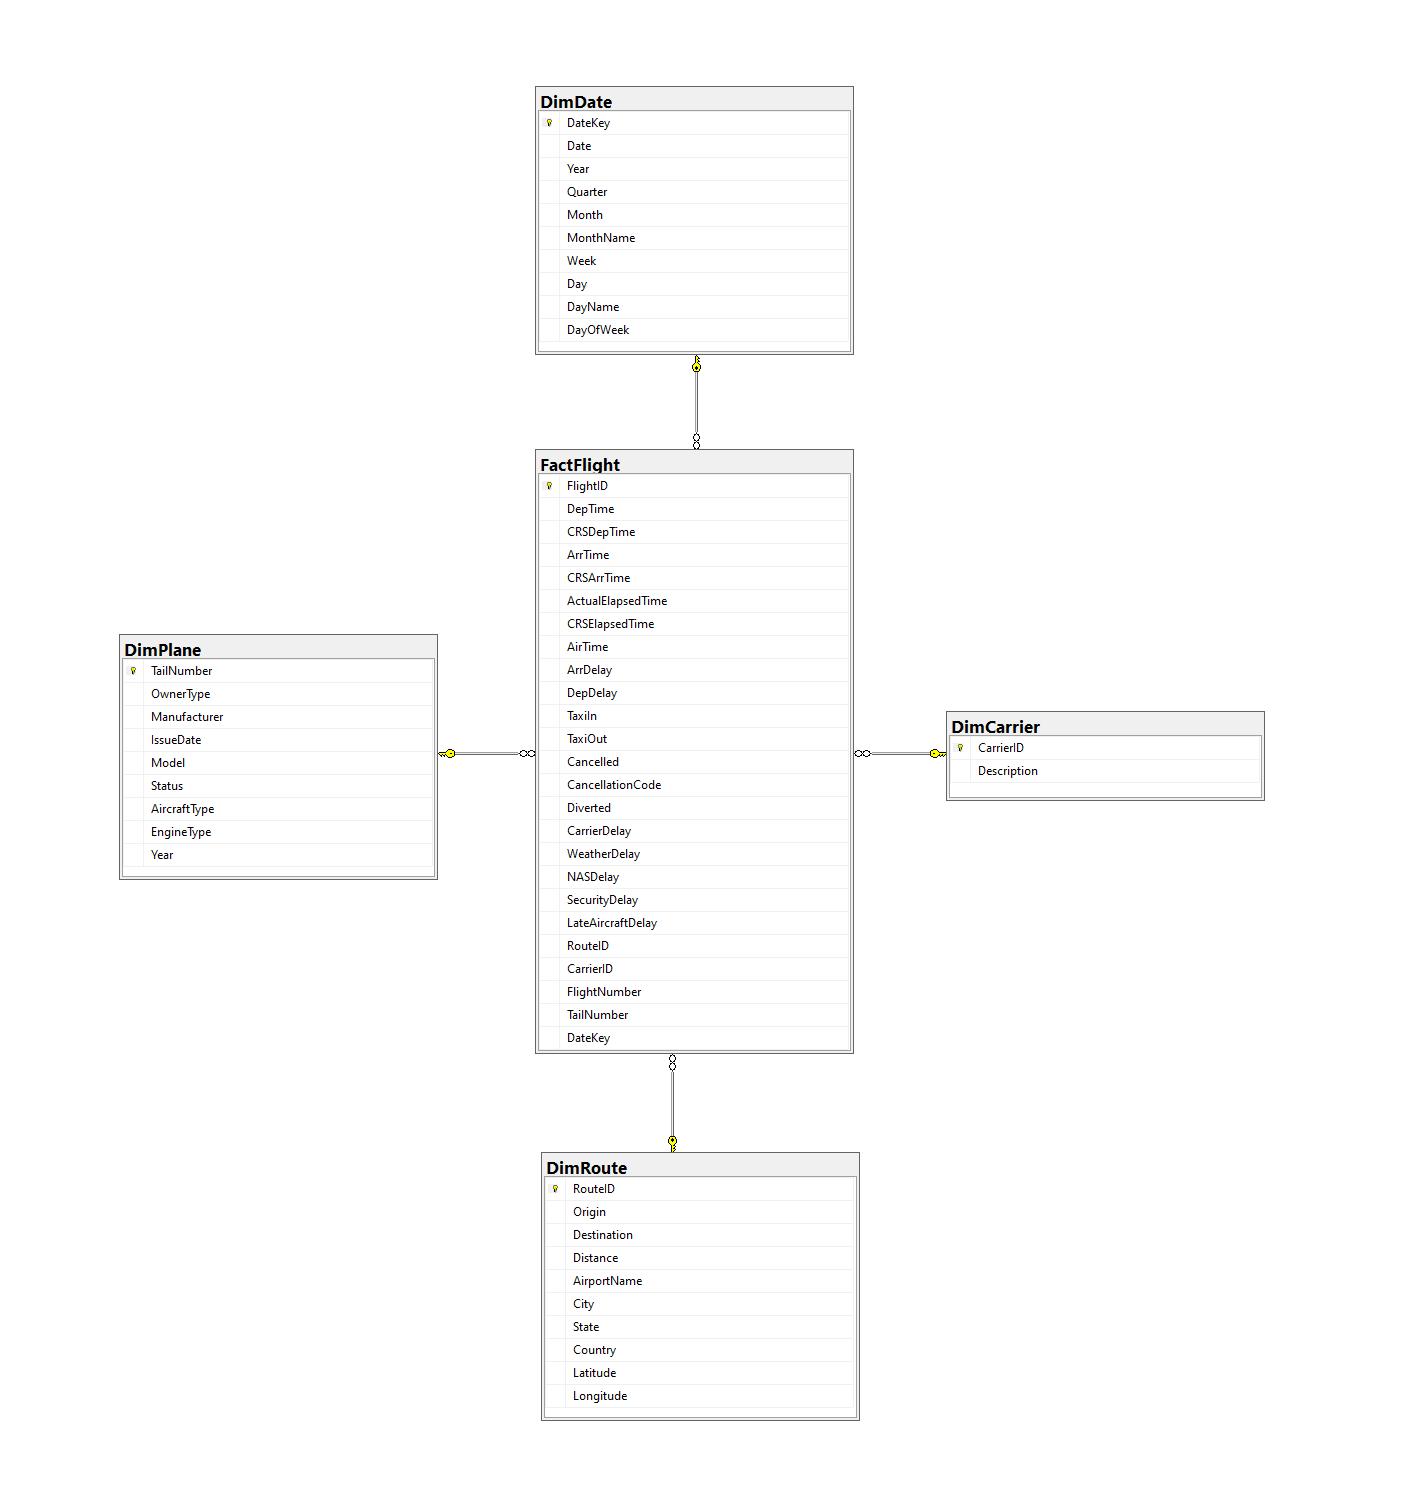 DimDate
DateKey
Date
Year
Quarter
Month
MonthName
Week
Day
DayName
DayOfWeek
FactFlight
FlightID
DepTime
CRSDepTime
ArrTime
CRSArrTime
ActualElapsedTime
CRSElapsedTime
AirTime
ArrDelay
DepDelay
TaxiIn
TaxiOut
Cancelled
CancellationCode
Diverted
CarrierDelay
WeatherDelay
NASDelay
SecurityDelay
LateAircraftDelay
RouteID
CarrierID
FlightNumber
TailNumber
DateKey
DimPlane
TailNumber
OwnerType
Manufacturer
IssueDate
Model
Status
AircraftType
EngineType
Year
DimCarrier
CarrierID
Description
DimRoute
RouteID
Origin
Destination
Distance
AirportName
City
State
Country
Latitude
Longitude